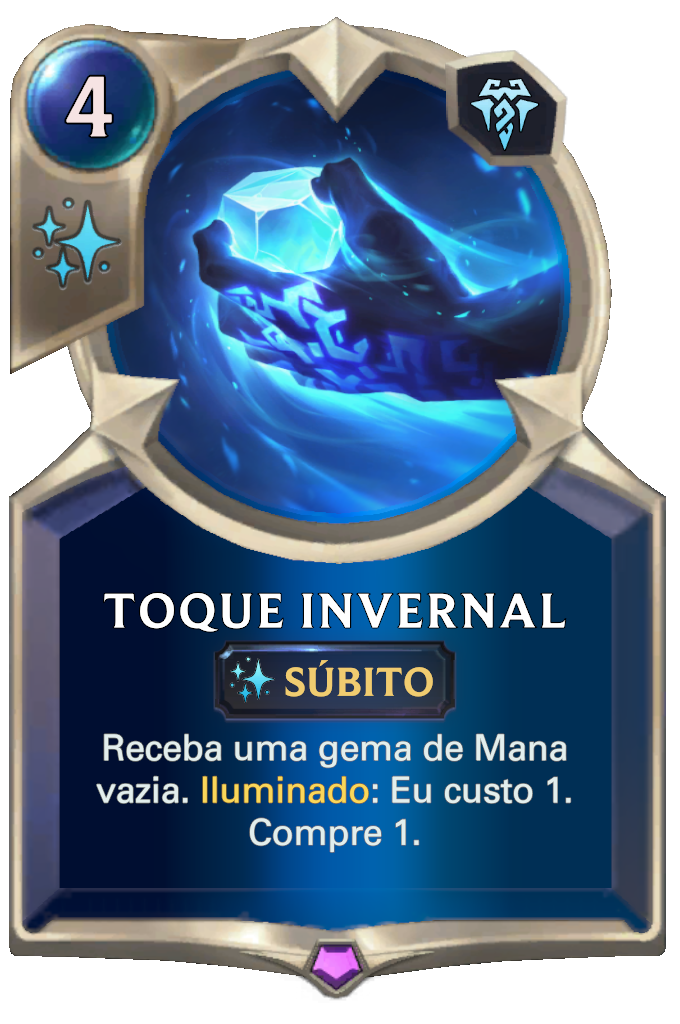 4
TOQUE INVERNAL
SÚBITO
Receba uma gema de Mana
vazia. Iluminado: Eu custo 1.
Compre 1.